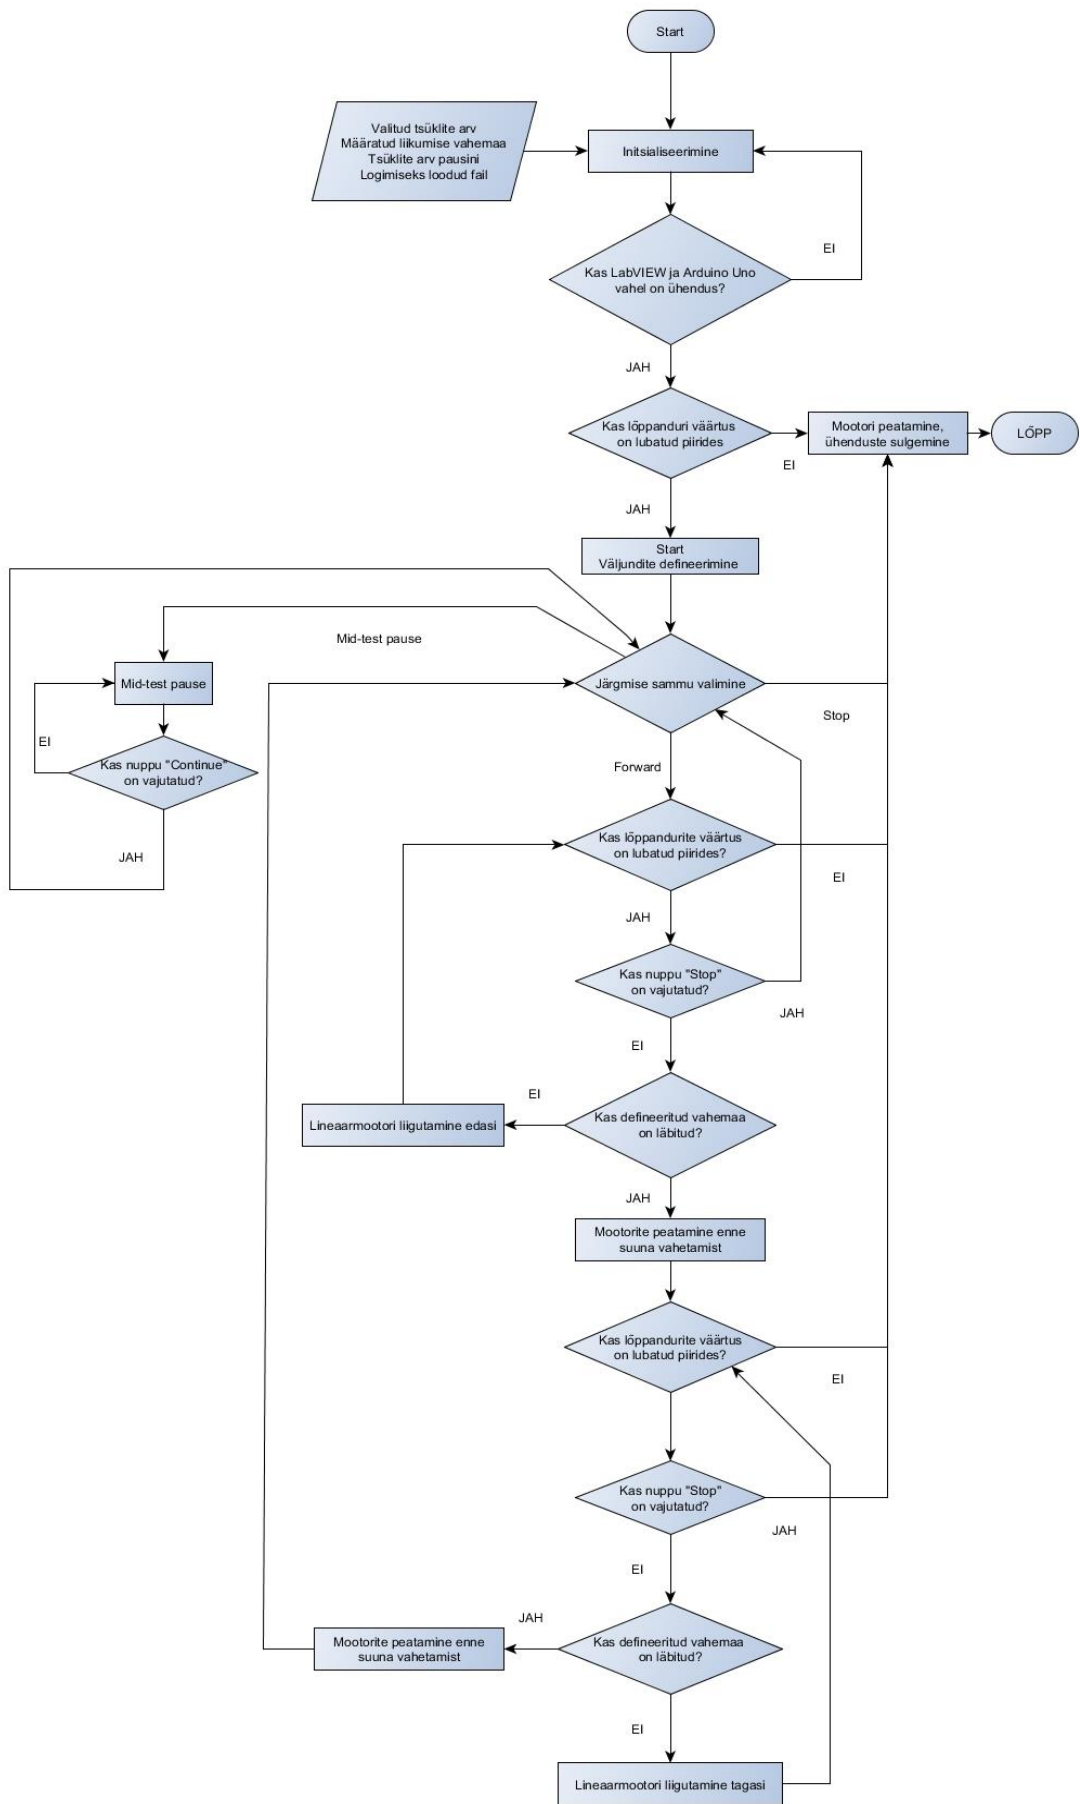 Start
Valitud tsüklite arv
Määratud liikumise vahemaa
Tsüklite arv pausini
Logimiseks loodud fail
Initsialiseerimine
EI
Kas LabVIEW ja Arduino Uno
vahel on ühendus?
JAH
Kas lõppanduri väärtus
on lubatud piirides
EI
Mootori peatamine,
ühenduste sulgemine
LÕPP
JAH
Start
Väljundite defineerimine
Mid-test pause
Mid-test pause
Järgmise sammu valimine
Stop
EI
Kas nuppu "Continue"
on vajutatud?
JAH
Forward
Kas lõppandurite väärtus
on lubatud piirides?
EI
JAH
Kas nuppu "Stop"
on vajutatud?
JAH
EI
EI
Kas defineeritud vahemaa
on läbitud?
Lineaarmootori liigutamine edasi
JAH
Mootorite peatamine enne
suuna vahetamist
Kas lõppandurite väärtus
on lubatud piirides?
EI
Kas nuppu "Stop"
on vajutatud?
JAH
EI
JAH
Mootorite peatamine enne
suuna vahetamist
Kas defineeritud vahemaa
on läbitud?
EI
Lineaarmootori liigutamine tagasi